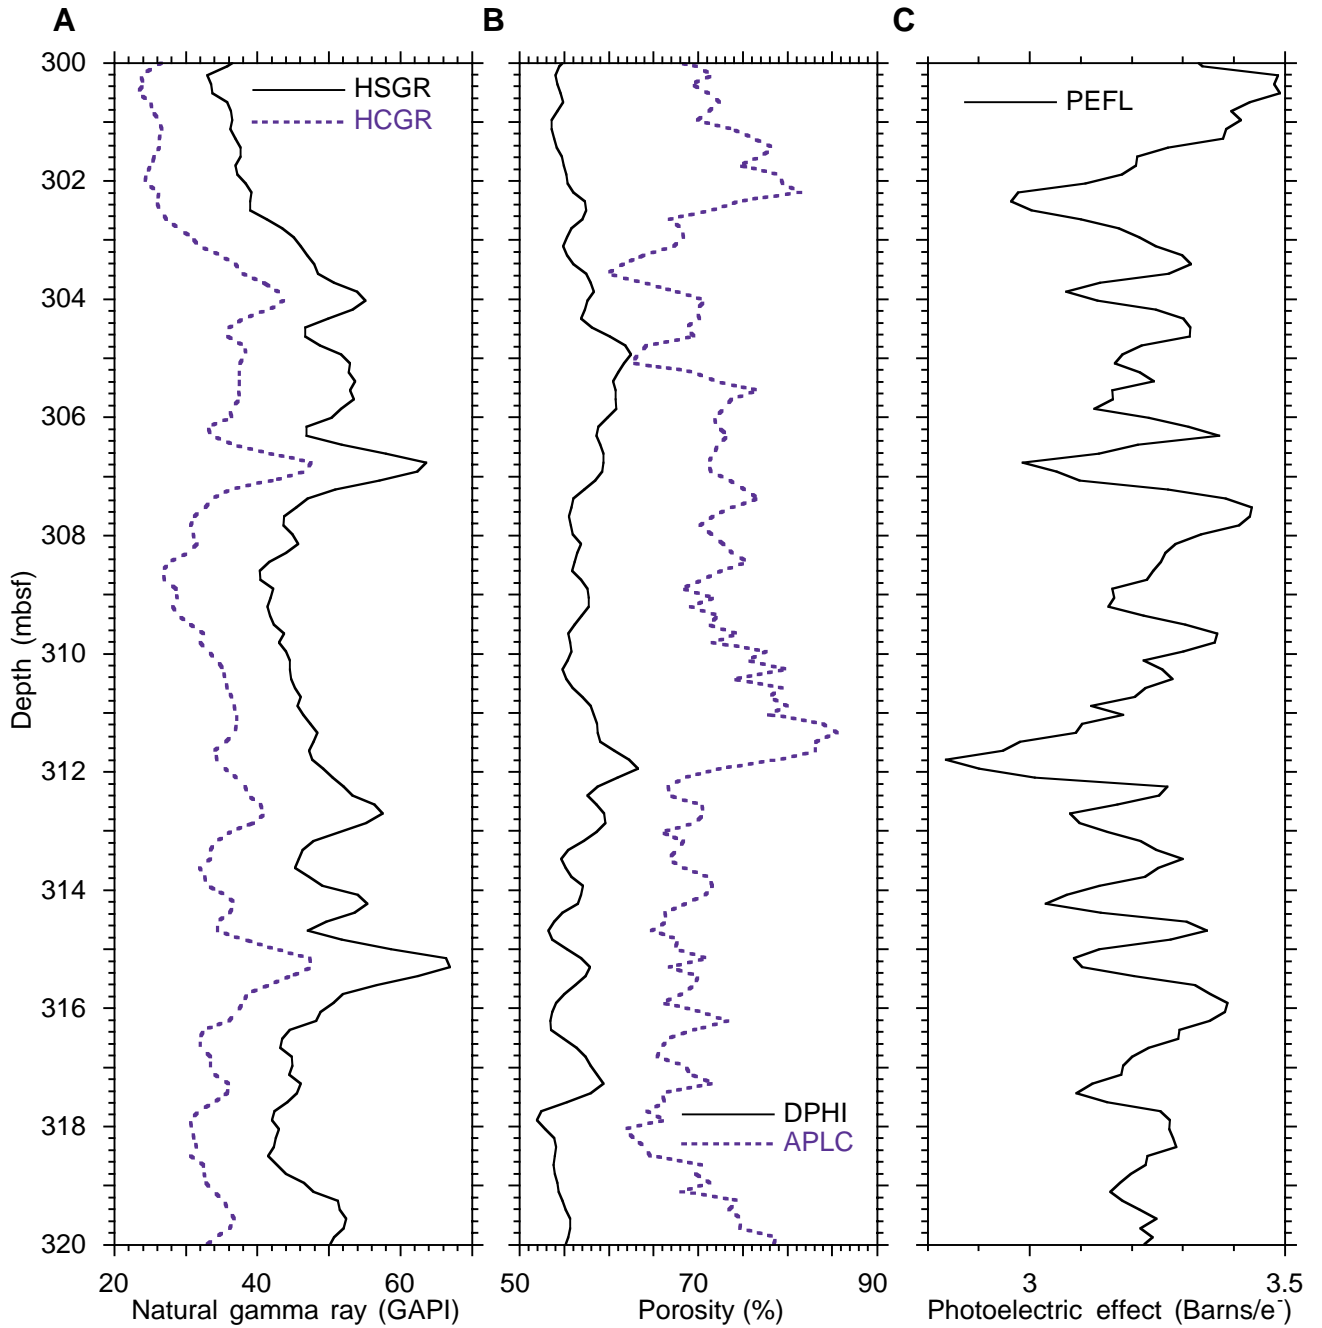 A
B
C
300
302
304
306
308
310
312
314
316
318
320
Depth (mbsf)
HSGR
HCGR
PEFL
DPHI
APLC
20 40 60
50 70 90
3 3.5
Natural gamma ray (GAPI)
Porosity (%)
Photoelectric effect (Barns/e⁻)